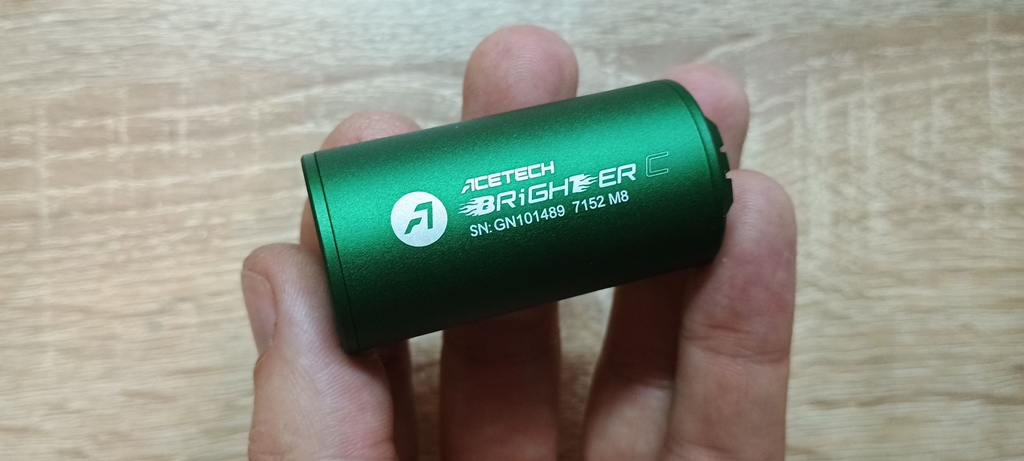 ACETECH
BRiGHTER C
SN: GN101489 7152 M8